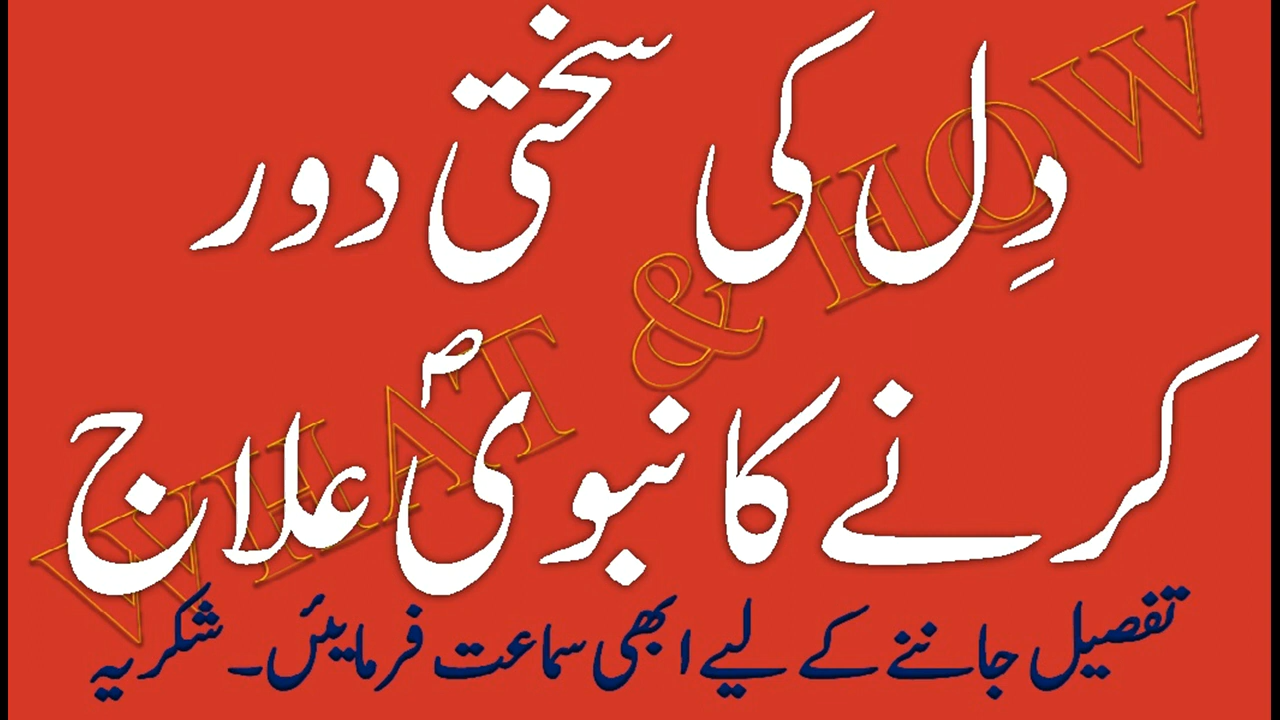 دِل کی سختی دور
کرنے کا نبویؐ علاج
تفصیل جاننے کے لیے ابھی سماعت فرمایئں۔ شکریہ
WHAT & HOW